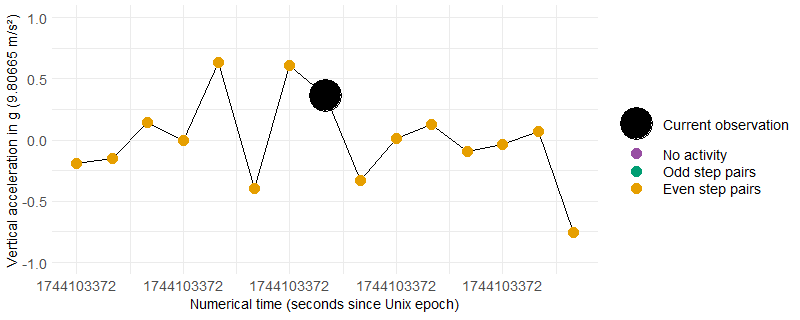 Vertical acceleration in g (9.80665 m/s²)
1.0
0.5
0.0
-0.5
-1.0
1744103372 1744103372 1744103372 1744103372 1744103372
Numerical time (seconds since Unix epoch)
Current observation
No activity
Odd step pairs
Even step pairs